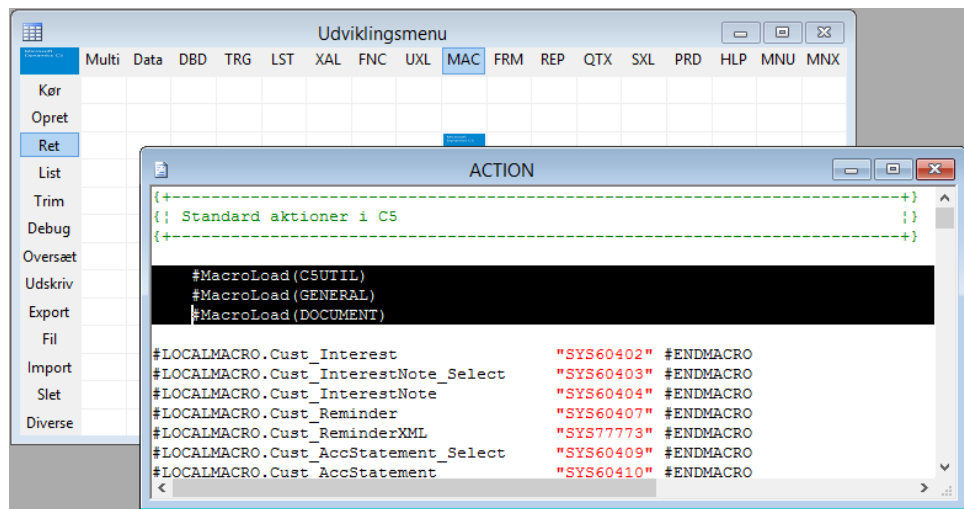 Udviklingsmenu
Microsoft Dynamics C5 Multi Data DBD TRG LST XAL FNC UXL MAC FRM REP QTX SXL PRD HLP MNU MNX
Kør
Opret
Ret
List
Trim
Debug
Oversæt
Udskriv
Export
Fil
Import
Slet
Diverse
ACTION
{+--------------------------------------------------------------------------+}
{¦ Standard aktioner i C5 ¦}
{+--------------------------------------------------------------------------+}
#MacroLoad(C5UTIL)
#MacroLoad(GENERAL)
#MacroLoad(DOCUMENT)
#LOCALMACRO.Cust_Interest "SYS60402" #ENDMACRO
#LOCALMACRO.Cust_InterestNote_Select "SYS60403" #ENDMACRO
#LOCALMACRO.Cust_InterestNote "SYS60404" #ENDMACRO
#LOCALMACRO.Cust_Reminder "SYS60407" #ENDMACRO
#LOCALMACRO.Cust_ReminderXML "SYS77773" #ENDMACRO
#LOCALMACRO.Cust_AccStatement_Select "SYS60409" #ENDMACRO
#LOCALMACRO.Cust_AccStatement "SYS60410" #ENDMACRO